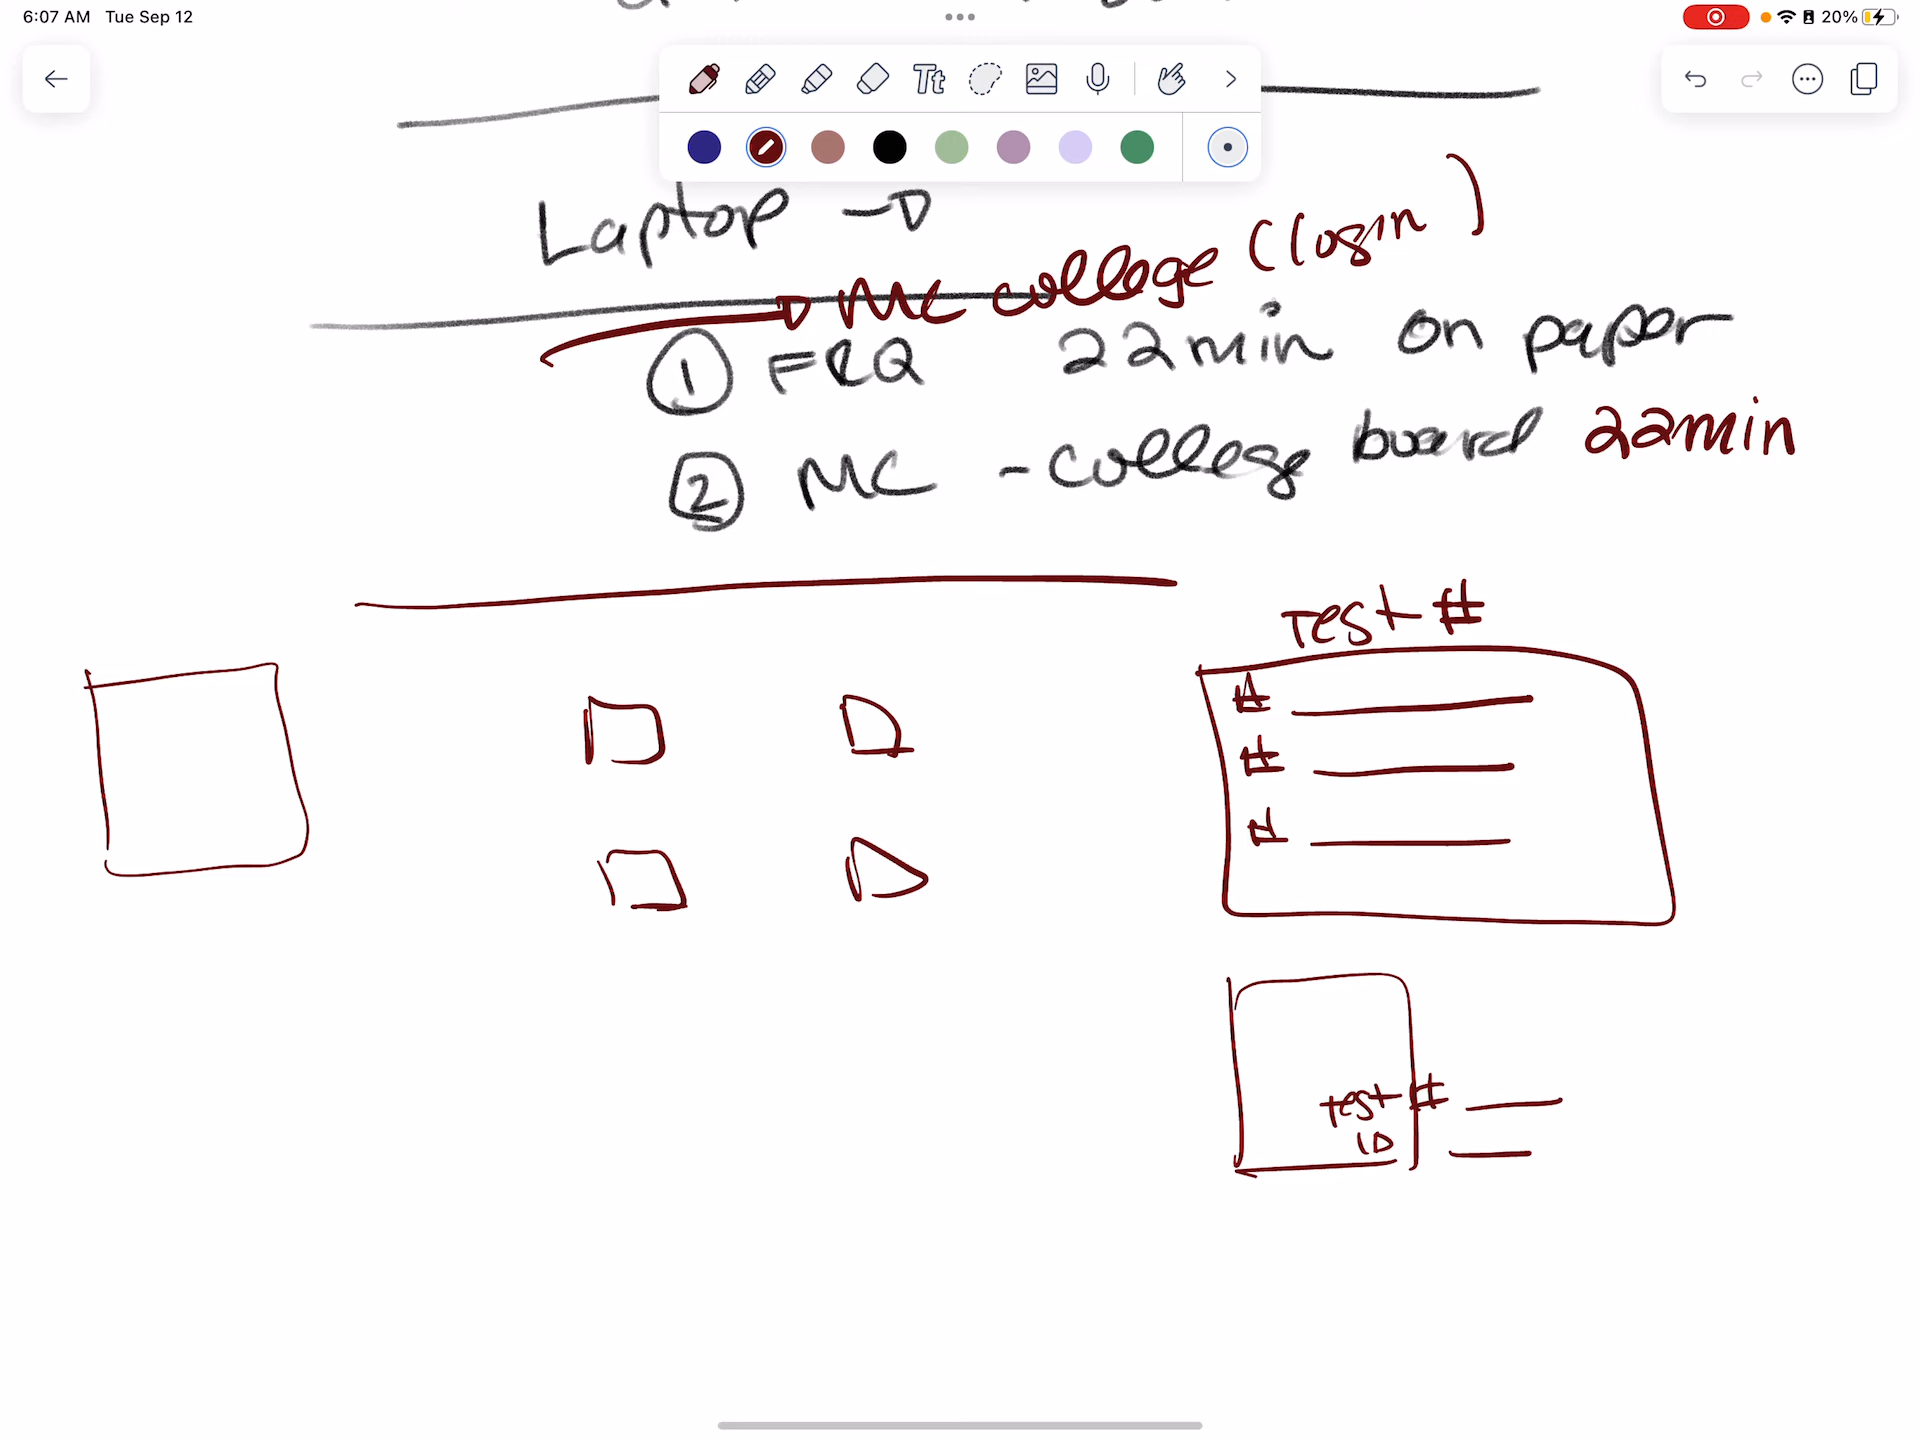 6:07 AM Tue Sep 12
20%
Tt
Laptop
MC college (login)
1 FRQ 22min on paper
2 MC - college board 22min
Test #
#
#
#
test #
ID